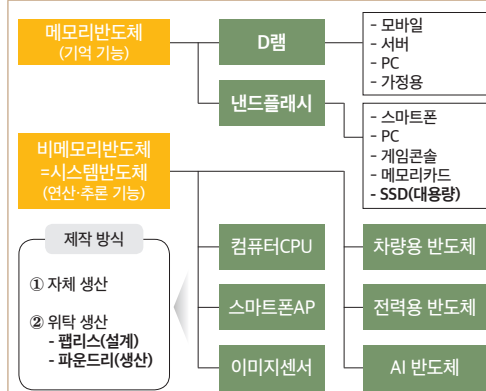 메모리반도체
(기억 기능)
D램
- 모바일
- 서버
- PC
- 가정용
낸드플래시
- 스마트폰
- PC
- 게임콘솔
- 메모리카드
- SSD(대용량)
비메모리반도체
=시스템반도체
(연산·추론 기능)
제작 방식
① 자체 생산
② 위탁 생산
- 팹리스(설계)
- 파운드리(생산)
컴퓨터CPU
차량용 반도체
스마트폰AP
전력용 반도체
이미지센서
AI 반도체